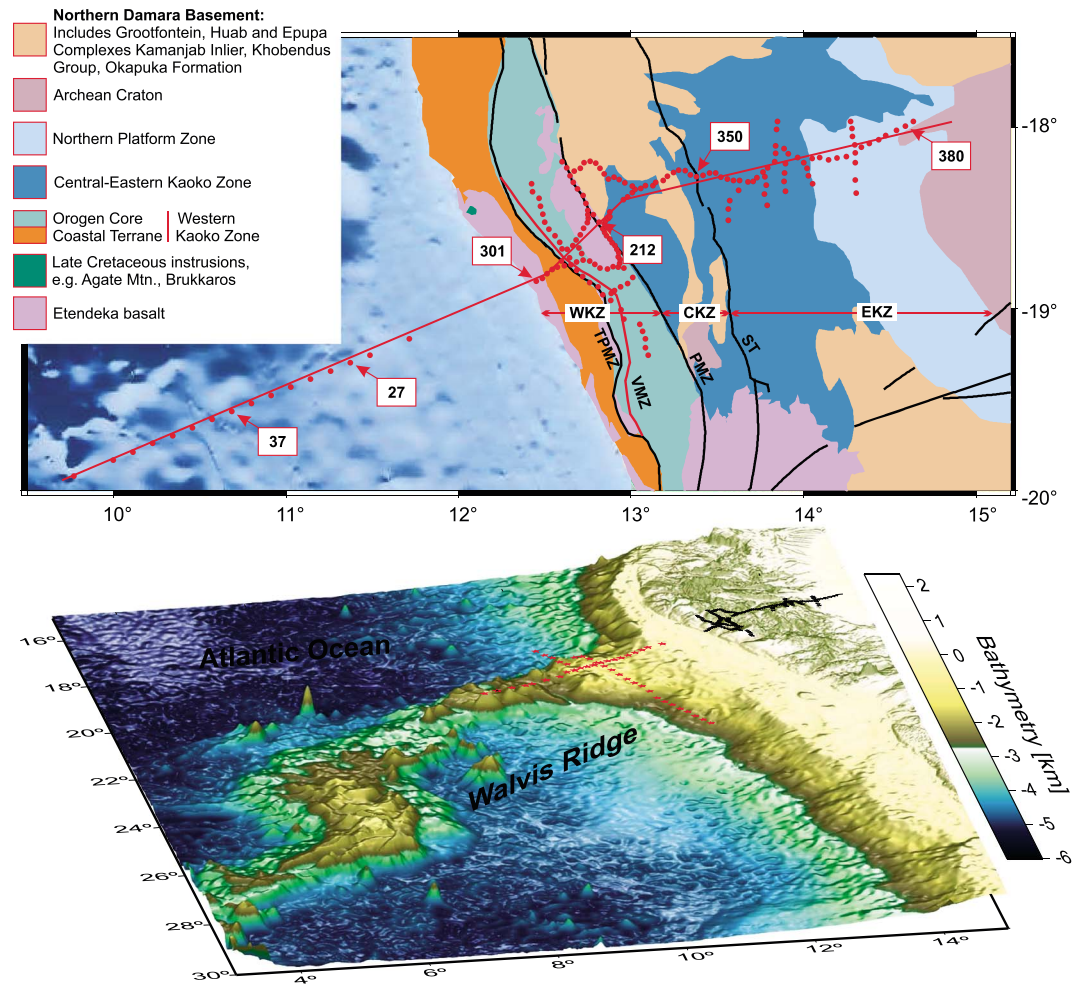 Northern Damara Basement:
Includes Grootfontein, Huab and Epupa
Complexes Kamanjab Inlier, Khobendus
Group, Okapuka Formation
Archean Craton
Northern Platform Zone
Central-Eastern Kaoko Zone
Orogen Core
Coastal Terrane
Western
Kaoko Zone
Late Cretaceous instrusions,
e.g. Agate Mtn., Brukkaros
Etendeka basalt
350
380
301
212
27
37
WKZ
CKZ
EKZ
TPMZ
VMZ
PMZ
ST
-18°
-19°
-20°
10°
11°
12°
13°
14°
15°
Atlantic Ocean
Walvis Ridge
16°
18°
20°
22°
24°
26°
28°
30°
4°
6°
8°
10°
12°
14°
2
1
0
-1
-2
-3
-4
-5
-6
Bathymetry [km]